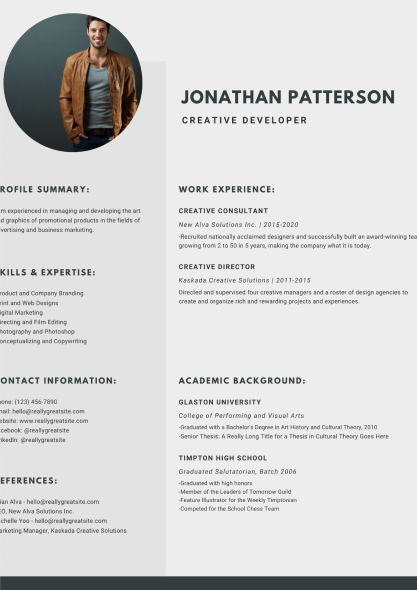 JONATHAN PATTERSON
CREATIVE DEVELOPER
ROFILE SUMMARY:
m experienced in managing and developing the art
d graphics of promotional products in the fields of
vertising and business marketing.
KILLS & EXPERTISE:
roduct and Company Branding
rint and Web Designs
igital Marketing
irecting and Film Editing
hotography and Photoshop
onceptualizing and Copywriting
ONTACT INFORMATION:
hone: (123) 456-7890
mail: hello@reallygreatsite.com
ebsite: www.reallygreatsite.com
cebook: @reallygreatsite
nkedIn: @reallygreatsite
EFERENCES:
ian Alva - hello@reallygreatsite.com
EO, New Alva Solutions Inc.
chelle Yoo - hello@reallygreatsite.com
arketing Manager, Kaskada Creative Solutions
WORK EXPERIENCE:
CREATIVE CONSULTANT
New Alva Solutions Inc. | 2015-2020
-Recruited nationally acclaimed designers and successfully built an award-winning tea
growing from 2 to 50 in 5 years, making the company what it is today.
CREATIVE DIRECTOR
Kaskada Creative Solutions | 2011-2015
Directed and supervised four creative managers and a roster of design agencies to
create and organize rich and rewarding projects and experiences.
ACADEMIC BACKGROUND:
GLASTON UNIVERSITY
College of Performing and Visual Arts
-Graduated with a Bachelor's Degree in Art History and Cultural Theory, 2010
-Senior Thesis: A Really Long Title for a Thesis in Cultural Theory Goes Here
TIMPTON HIGH SCHOOL
Graduated Salutatorian, Batch 2006
-Graduated with high honors
-Member of the Leaders of Tomorrow Guild
-Feature Illustrator for the Weekly Timptonian
-Competed for the School Chess Team